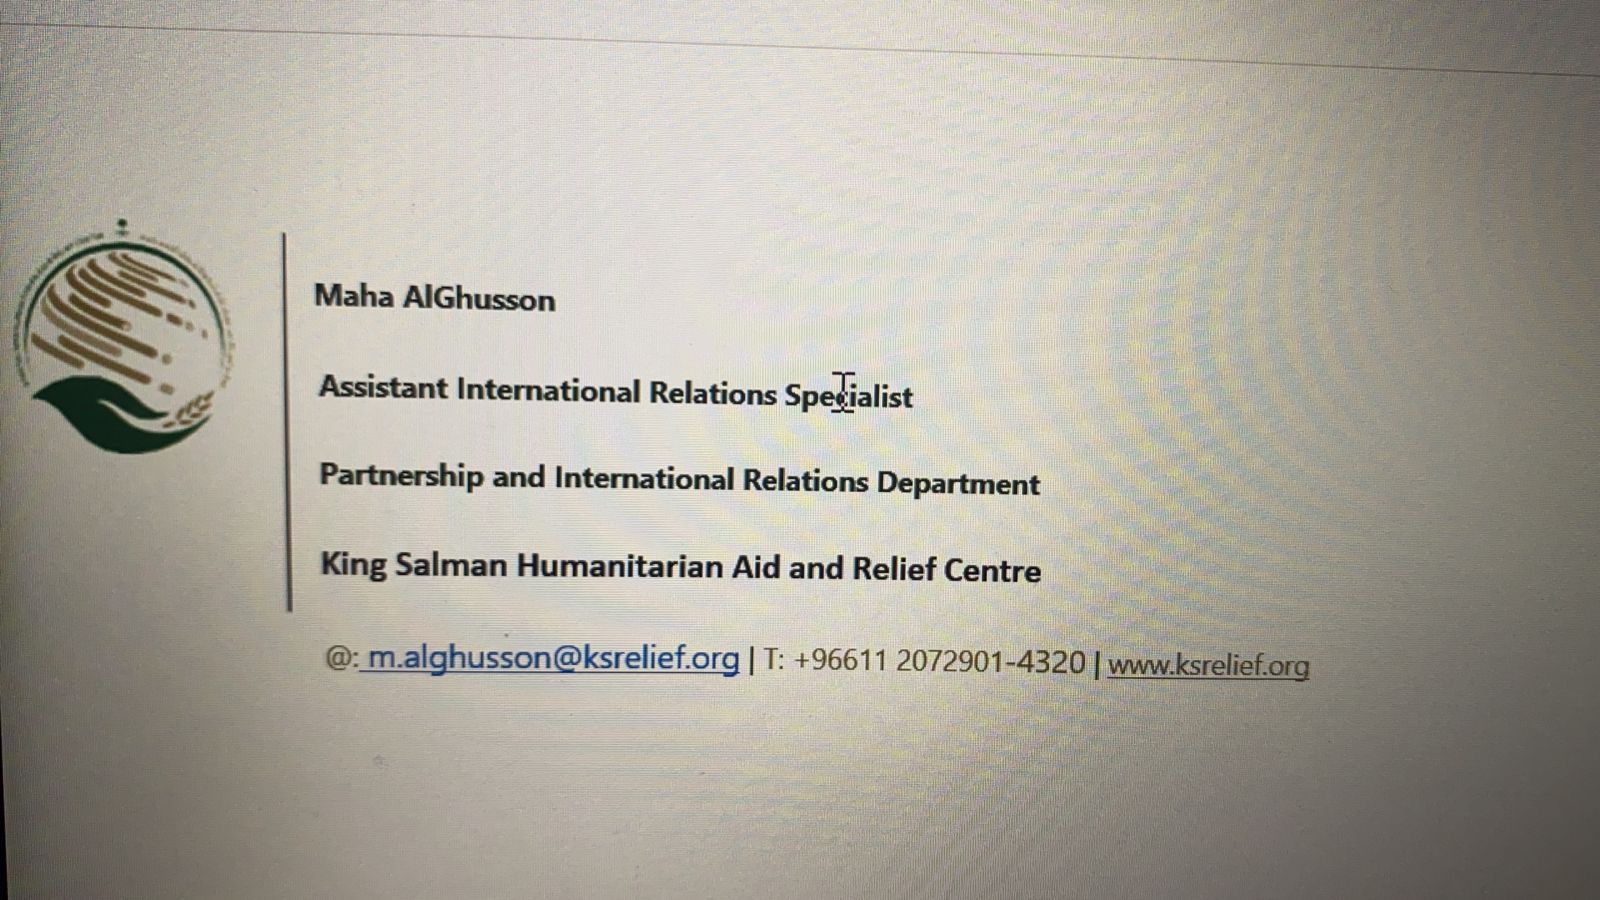 Maha AlGhusson
Assistant International Relations Specialist
Partnership and International Relations Department
King Salman Humanitarian Aid and Relief Centre
@: m.alghusson@ksrelief.org | T: +96611 2072901-4320 | www.ksrelief.org